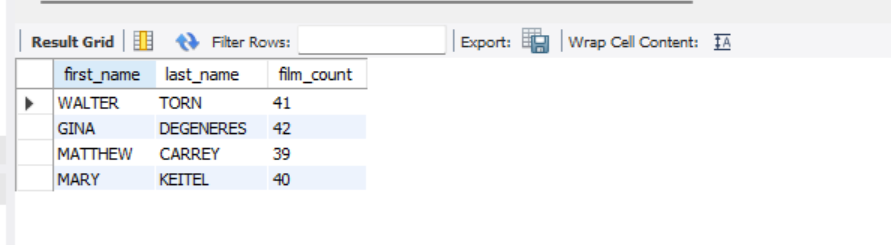 Result Grid Filter Rows: Export: Wrap Cell Content: IA
first_name last_name film_count
WALTER TORN 41
GINA DEGENERES 42
MATTHEW CARREY 39
MARY KEITEL 40